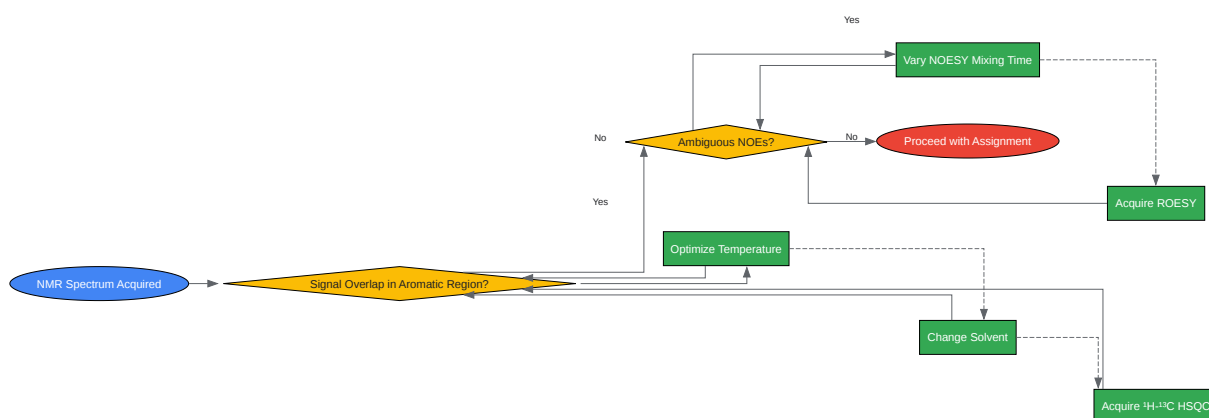 Yes
Vary NOESY Mixing Time
No
Ambiguous NOEs?
No
Proceed with Assignment
Yes
Acquire ROESY
Optimize Temperature
NMR Spectrum Acquired
Signal Overlap in Aromatic Region?
Change Solvent
Acquire ¹H-¹³C HSQC